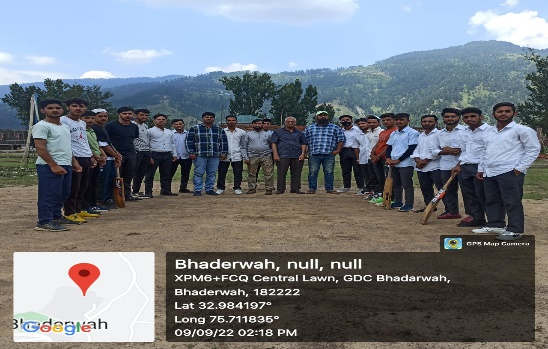 GPS Map Camera
Bhaderwah, null, null
XPM6+FCQ Central Lawn, GDC Bhadarwah,
Bhaderwah, 182222
Lat 32.984197°
Long 75.711835°
09/09/22 02:18 PM
Bhaderwah
Google